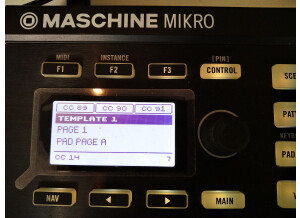 MASCHINE MIKRO
MIDI INSTANCE [PIN]
F1 F2 F3 CONTROL
CC 89 CC 90 CC 91
TEMPLATE 1
PAGE 1
PAD PAGE A
CC 14 7
NAV MAIN